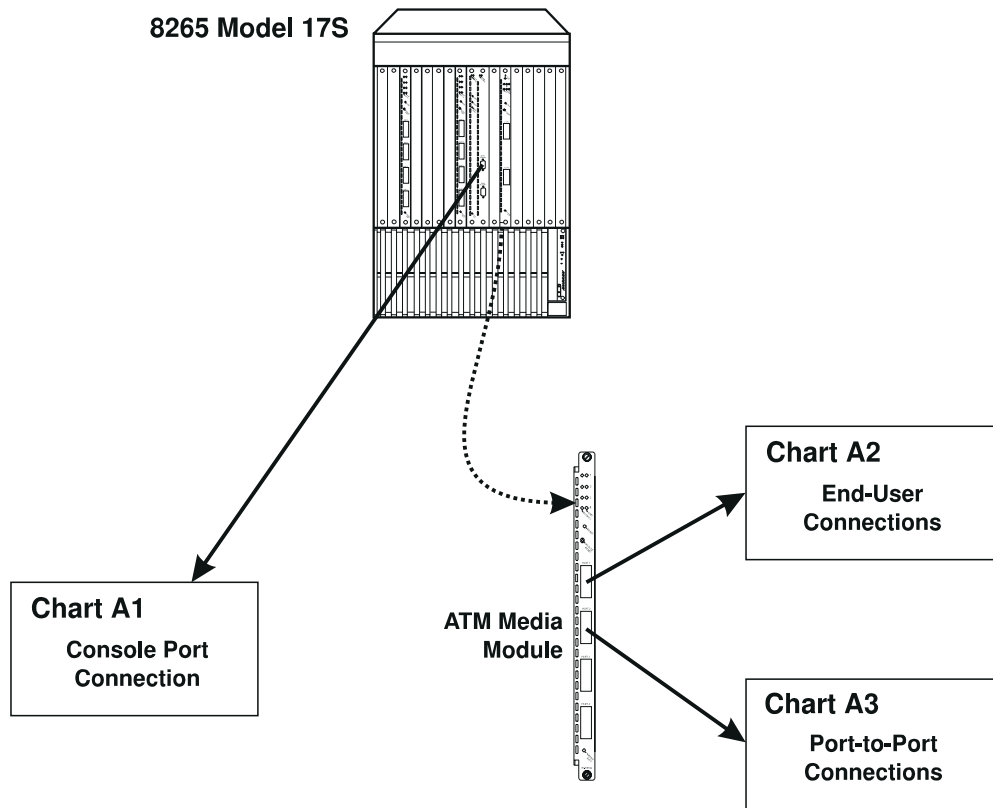 8265 Model 17S
Chart A2
End-User
Connections
Chart A1
Console Port
Connection
ATM Media
Module
Chart A3
Port-to-Port
Connections